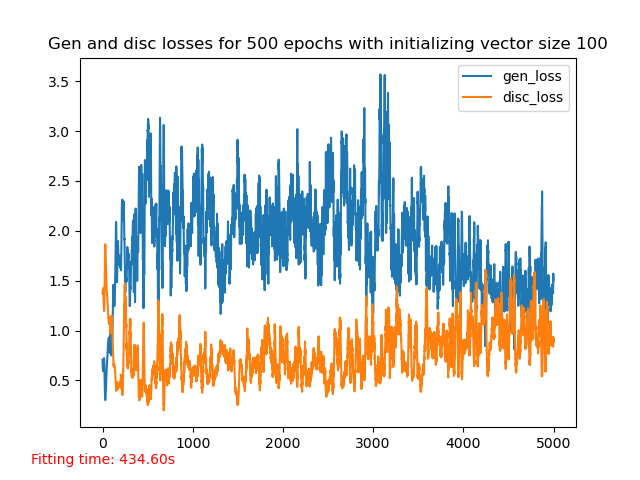 Gen and disc losses for 500 epochs with initializing vector size 100
gen_loss
disc_loss
3.5
3.0
2.5
2.0
1.5
1.0
0.5
0 1000 2000 3000 4000 5000
Fitting time: 434.60s